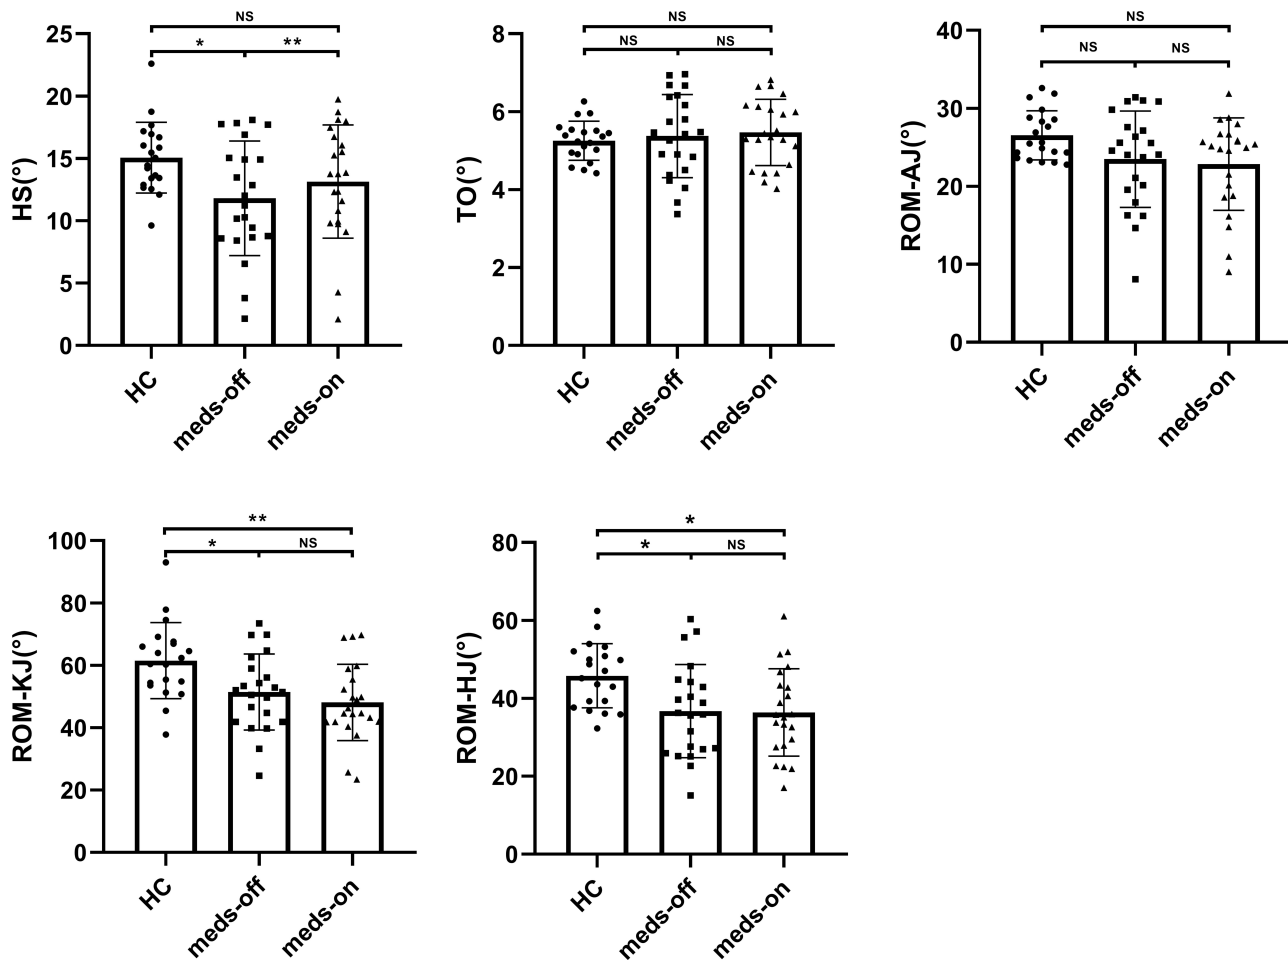 NS
* **
25
20
15
10
5
0
HS(°)
HC
meds-off
meds-on
NS
NS NS
8
6
4
2
0
TO(°)
HC
meds-off
meds-on
NS
NS NS
40
30
20
10
0
ROM-AJ(°)
HC
meds-off
meds-on
**
* NS
100
80
60
40
20
0
ROM-KJ(°)
HC
meds-off
meds-on
*
* NS
80
60
40
20
0
ROM-HJ(°)
HC
meds-off
meds-on